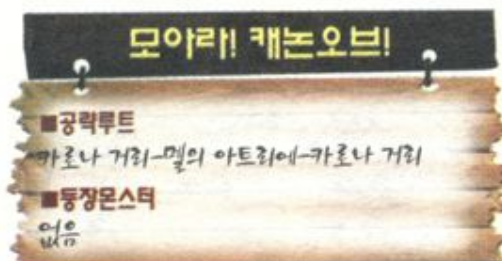 모아라! 캐논오브!
■공략루트
카로나 거리-멜의 아트리에-카로나 거리
■등장몬스터
없음